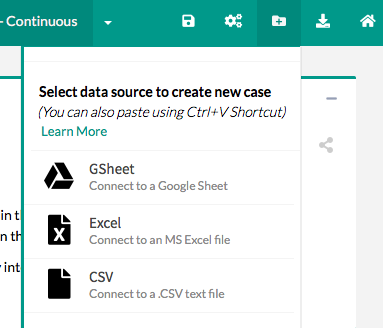 - Continuous
Select data source to create new case
(You can also paste using Ctrl+V Shortcut)
Learn More
GSheet
Connect to a Google Sheet
in th
Excel
n th
Connect to an MS Excel file
int
CSV
Connect to a .CSV text file